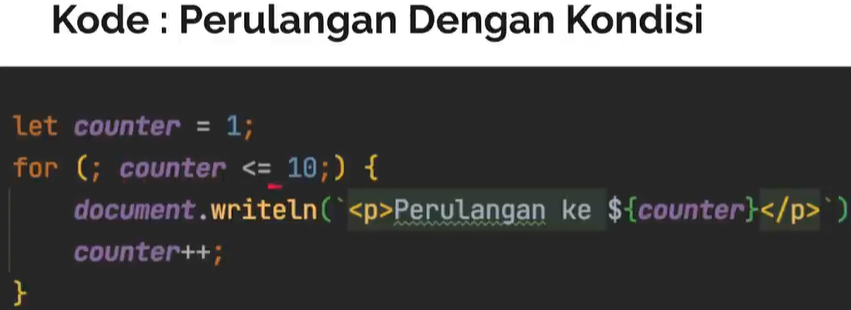 Kode : Perulangan Dengan Kondisi
let counter = 1;
for (; counter <= 10;) {
document.writeln(`<p>Perulangan ke ${counter}</p>`)
counter++;
}